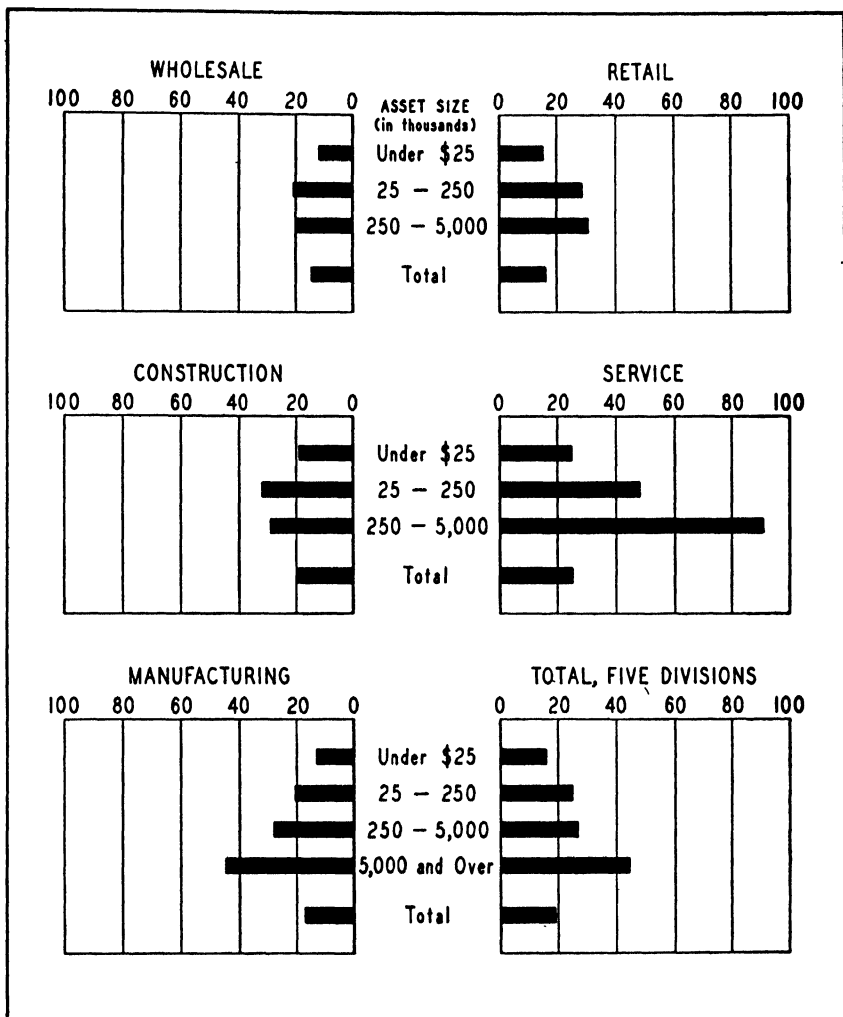 WHOLESALE RETAIL
100 80 60 40 20 0 ASSET SIZE 0 20 40 60 80 100
(in thousands)
Under $25
25 – 250
250 – 5,000
Total
CONSTRUCTION SERVICE
100 80 60 40 20 0 0 20 40 60 80 100
Under $25
25 – 250
250 – 5,000
Total
MANUFACTURING TOTAL, FIVE DIVISIONS
100 80 60 40 20 0 0 20 40 60 80 100
Under $25
25 – 250
250 – 5,000
5,000 and Over
Total